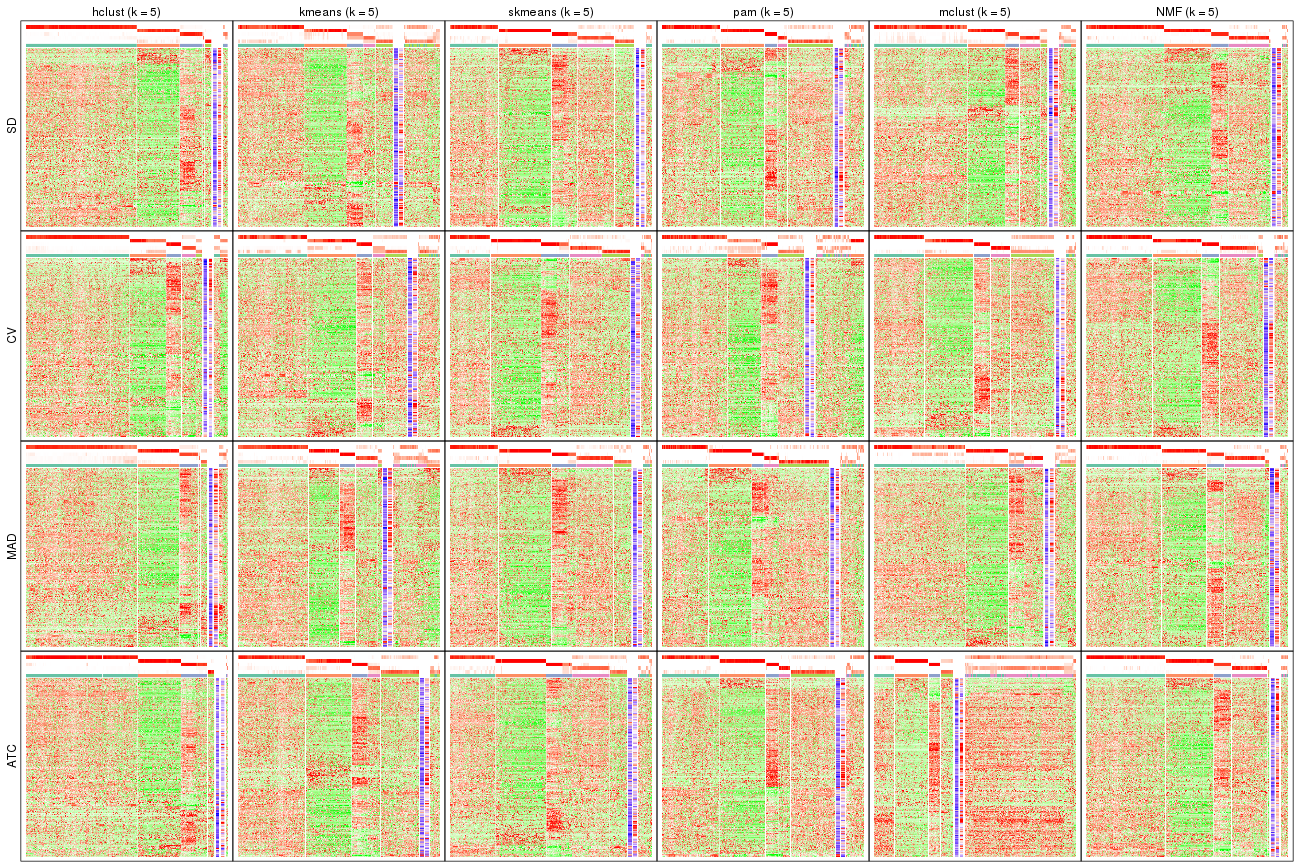 hclust (k = 5) kmeans (k = 5) skmeans (k = 5) pam (k = 5) mclust (k = 5) NMF (k = 5)
SD
CV
MAD
ATC